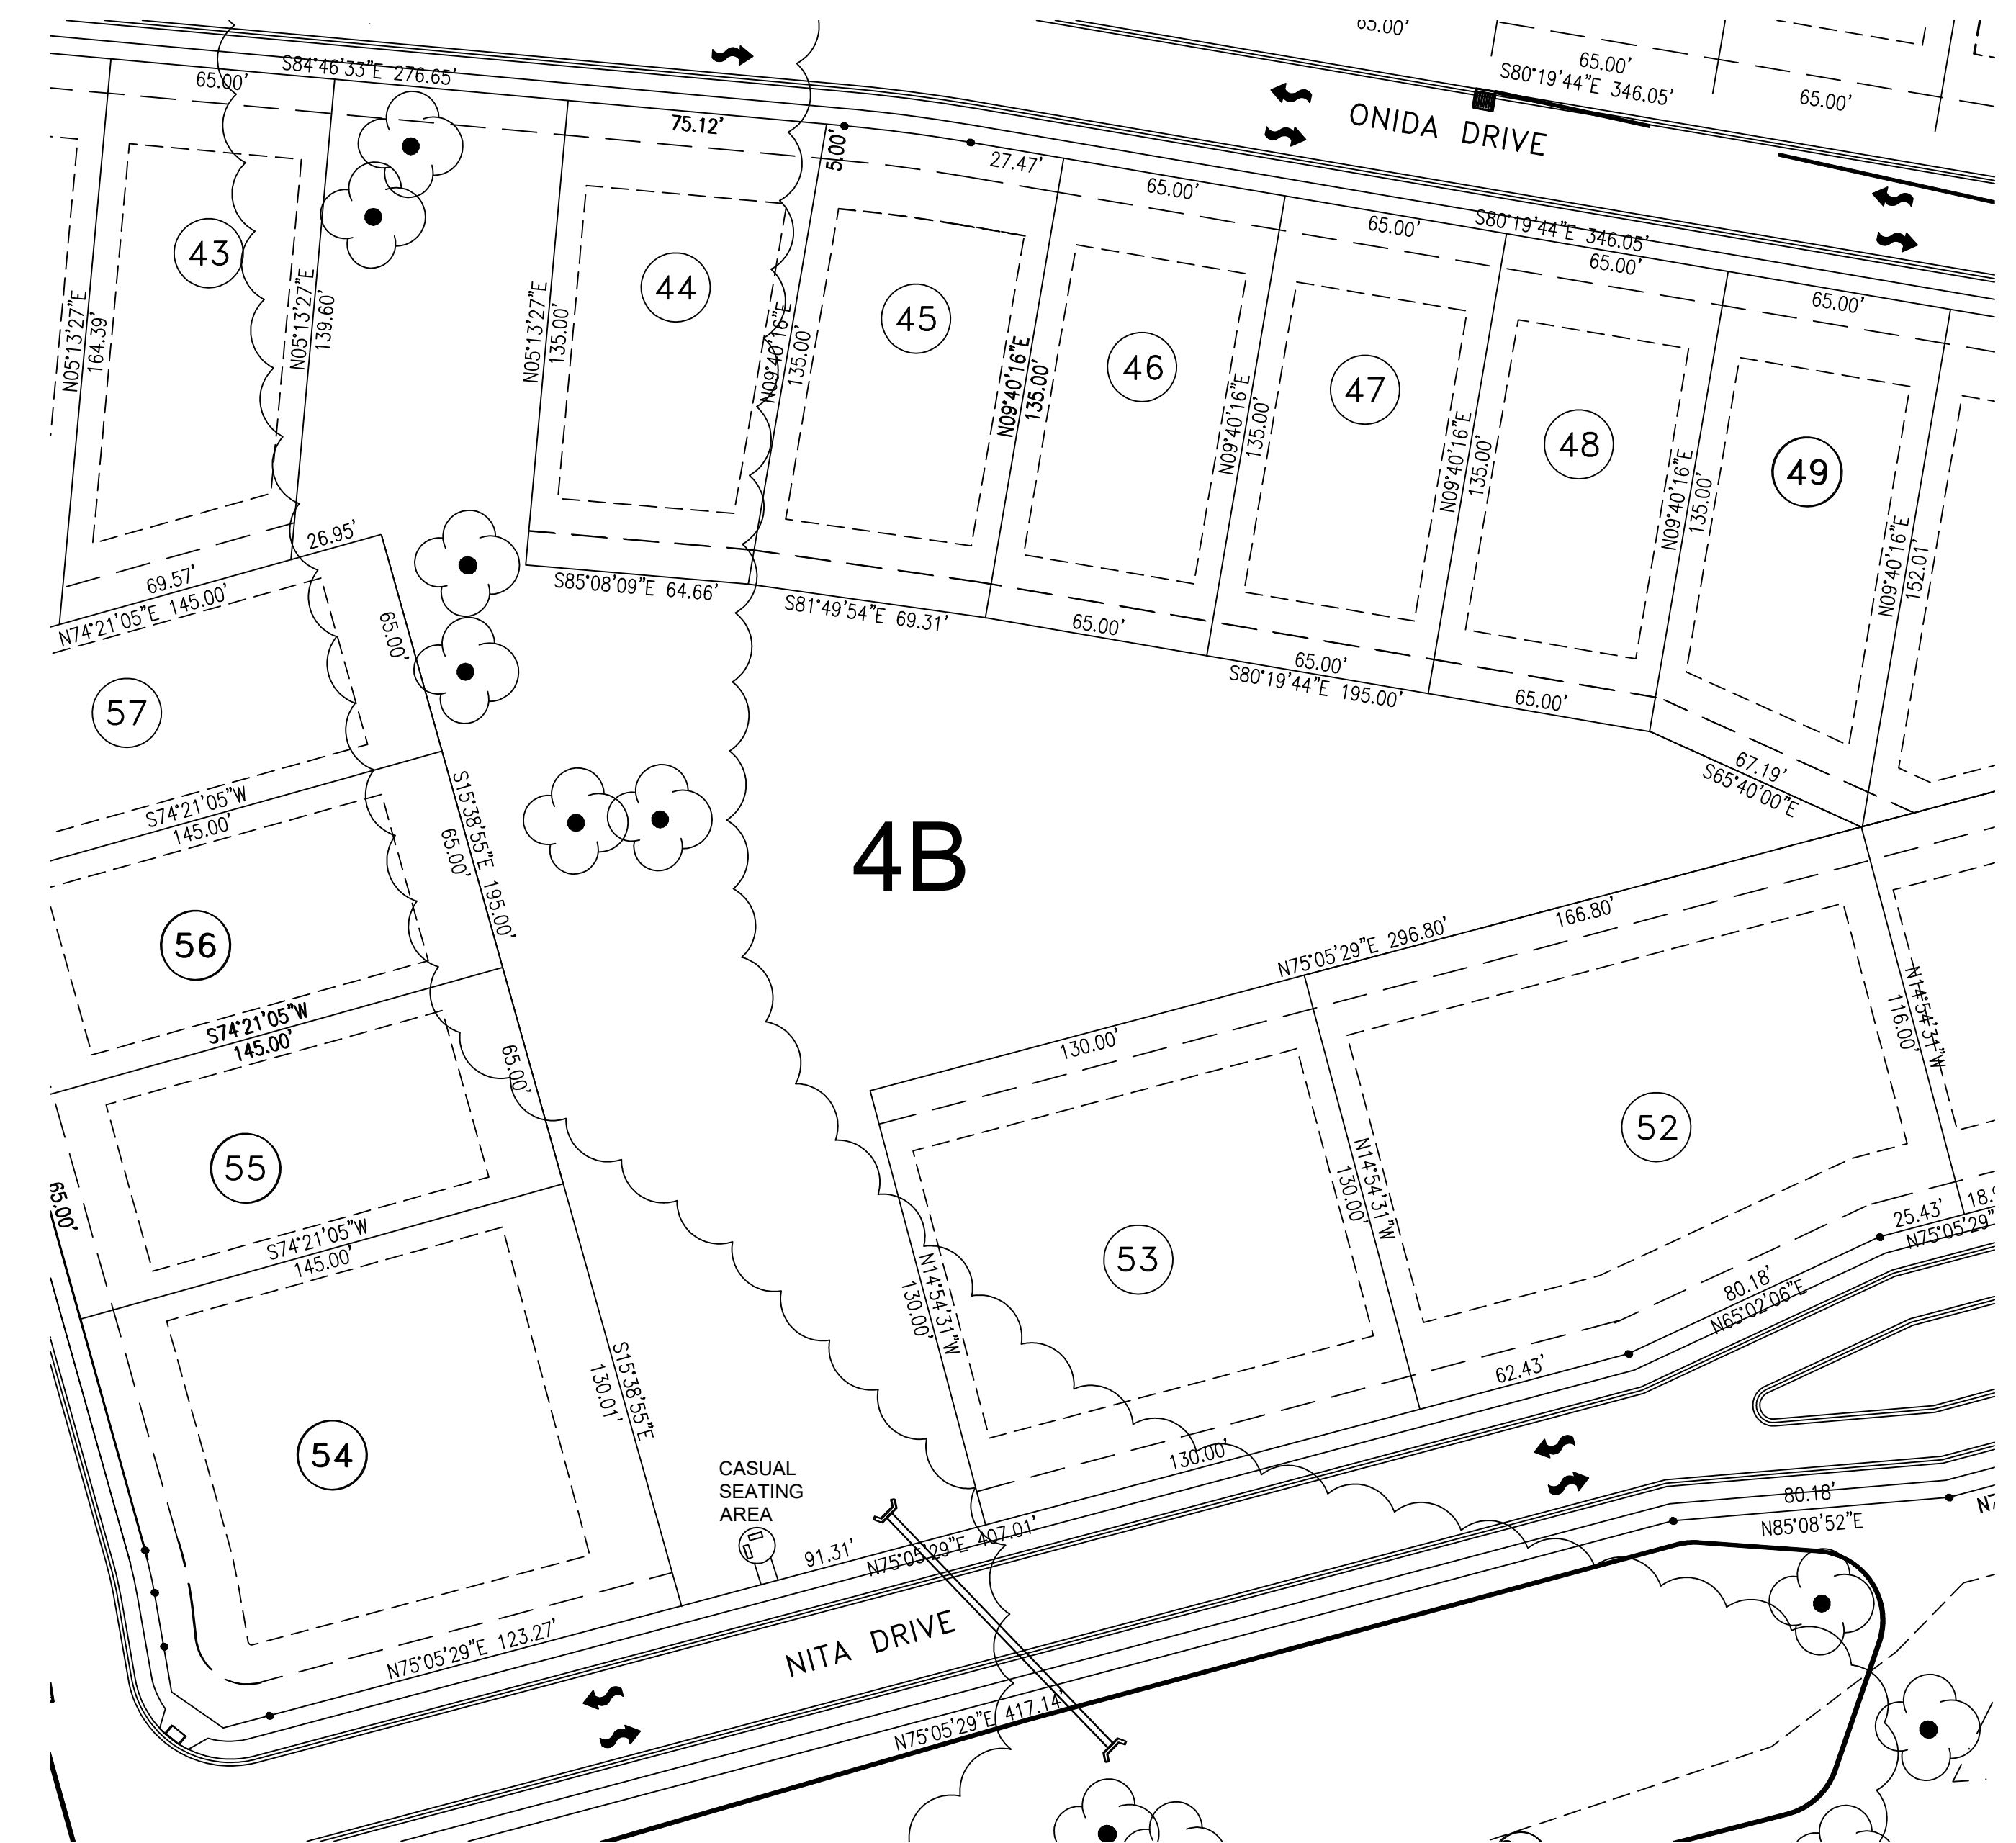 65.00'
65.00'
S80°19'44"E 346.05'
65.00'
S84°46'33"E 276.65'
65.00'
75.12'
5.00'
27.47'
ONIDA DRIVE
65.00'
65.00'
S80°19'44"E 346.05'
65.00'
65.00'
43
44
45
46
47
48
49
N05°13'27"E
164.39'
N05°13'27"E
139.60'
N05°13'27"E
135.00'
N09°40'16"E
135.00'
N09°40'16"E
135.00'
N09°40'16"E
135.00'
N09°40'16"E
135.00'
N09°40'16"E
135.00'
N09°40'16"E
152.01'
26.95'
69.57'
N74°21'05"E 145.00'
65.00'
S85°08'09"E 64.66'
S81°49'54"E 69.31'
65.00'
65.00'
S80°19'44"E 195.00'
65.00'
67.19'
S65°40'00"E
57
S74°21'05"W
145.00'
S15°38'55"E 195.00'
65.00'
4B
56
S74°21'05"W
145.00'
65.00'
166.80'
N75°05'29"E 296.80'
130.00'
N14°54'31"W
116.00'
52
55
65.00'
S74°21'05"W
145.00'
53
N14°54'31"W
130.00'
N14°54'31"W
130.00'
25.43'
N75°05'29"
80.18'
N65°02'06"E
62.43'
130.00'
54
S15°38'55"E
130.01'
CASUAL
SEATING
AREA
91.31'
N75°05'29"E 407.01'
80.18'
N85°08'52"E
N75°05'29"E 123.27'
NITA DRIVE
N75°05'29"E 417.14'